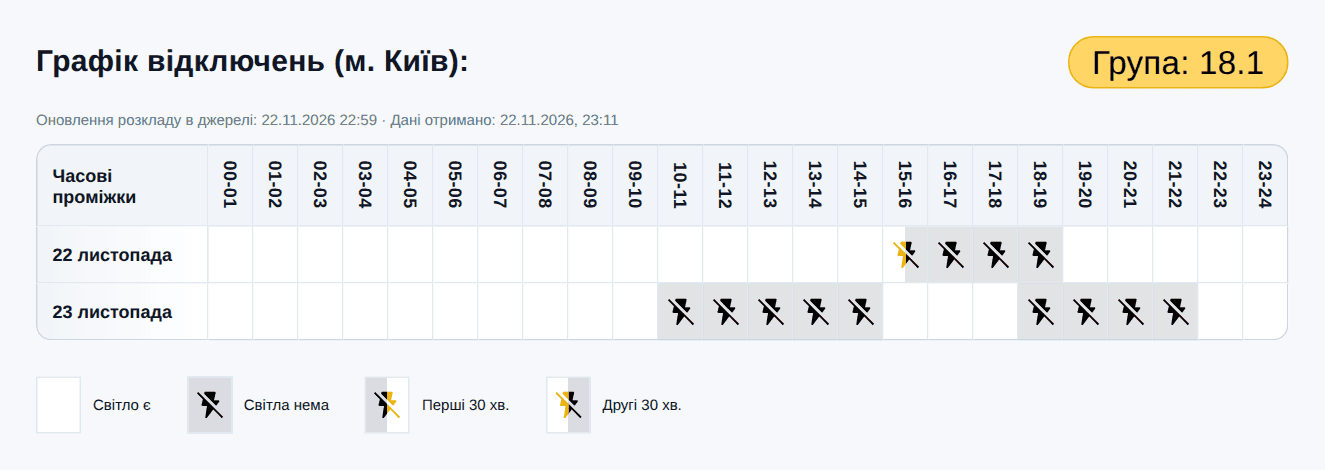 Графік відключень (м. Київ):
Група: 18.1
Оновлення розкладу в джерелі: 22.11.2026 22:59 · Дані отримано: 22.11.2026, 23:11
Часові
проміжки
00-01
01-02
02-03
03-04
04-05
05-06
06-07
07-08
08-09
09-10
10-11
11-12
12-13
13-14
14-15
15-16
16-17
17-18
18-19
19-20
20-21
21-22
22-23
23-24
22 листопада
23 листопада
Світло є
Світла нема
Перші 30 хв.
Другі 30 хв.